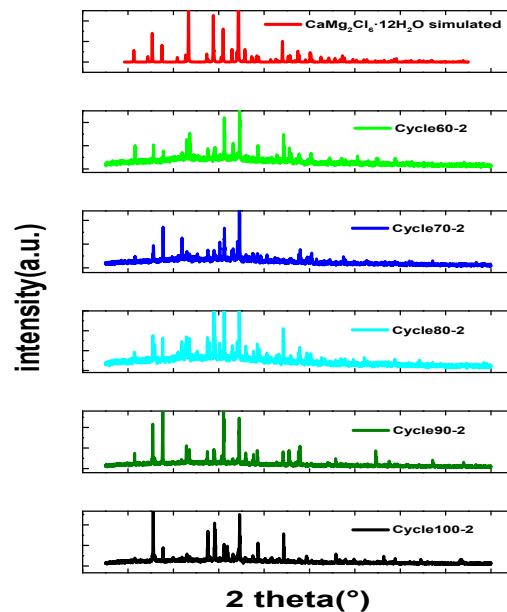 CaMg₂Cl₆·12H₂O simulated
Cycle60-2
Cycle70-2
Cycle80-2
Cycle90-2
Cycle100-2
intensity(a.u.)
2 theta(°)